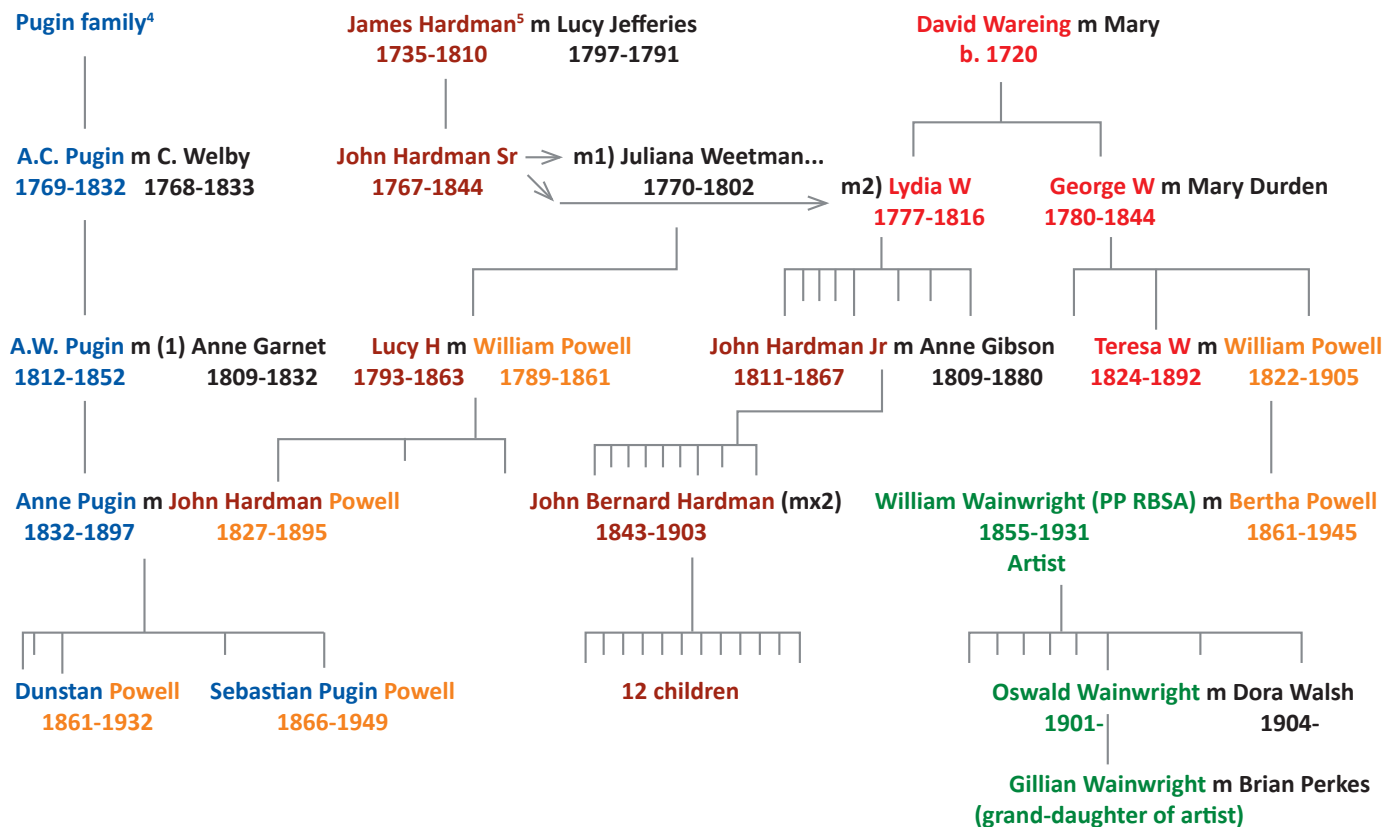 Pugin family⁴ James Hardman⁵ m Lucy Jefferies David Wareing m Mary
1735-1810 1797-1791 b. 1720
A.C. Pugin m C. Welby John Hardman Sr m1) Juliana Weetman...
1769-1832 1768-1833 1767-1844 1770-1802 m2) Lydia W George W m Mary Durden
1777-1816 1780-1844
A.W. Pugin m (1) Anne Garnet Lucy H m William Powell John Hardman Jr m Anne Gibson Teresa W m William Powell
1812-1852 1809-1832 1793-1863 1789-1861 1811-1867 1809-1880 1824-1892 1822-1905
Anne Pugin m John Hardman Powell John Bernard Hardman (mx2) William Wainwright (PP RBSA) m Bertha Powell
1832-1897 1827-1895 1843-1903 1855-1931 1861-1945
Artist
Dunstan Powell Sebastian Pugin Powell 12 children Oswald Wainwright m Dora Walsh
1861-1932 1866-1949 1901- 1904-
Gillian Wainwright m Brian Perkes
(grand-daughter of artist)